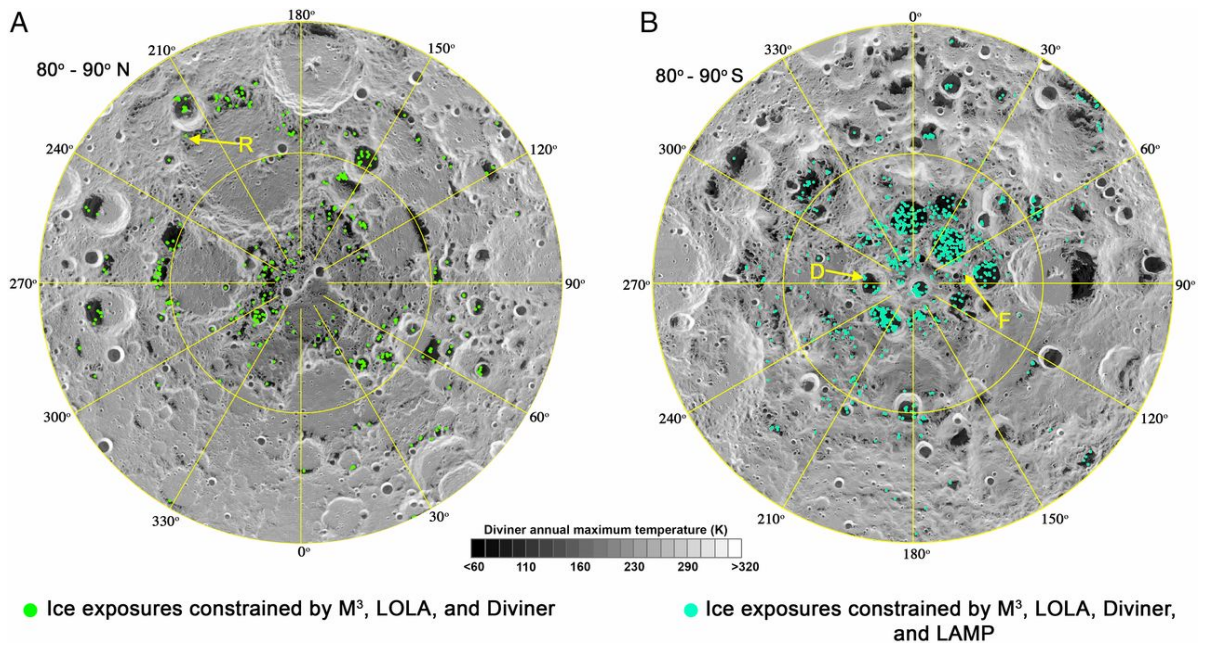 A
B
80° - 90° N
80° - 90° S
180°
150°
120°
90°
60°
30°
0°
330°
300°
270°
240°
210°
R
0°
30°
60°
90°
120°
150°
180°
210°
240°
270°
300°
330°
D
F
Diviner annual maximum temperature (K)
<60 110 160 230 290 >320
Ice exposures constrained by M³, LOLA, and Diviner
Ice exposures constrained by M³, LOLA, Diviner,
and LAMP